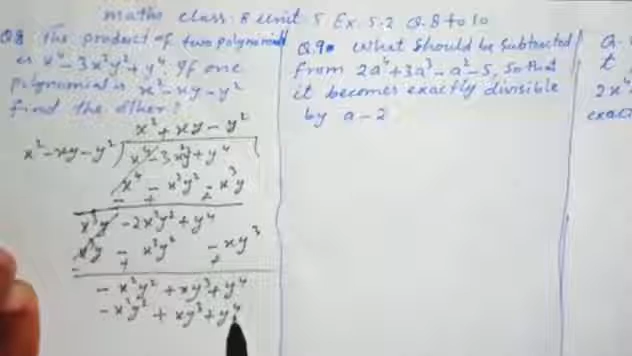 maths class 8 unit 5 Ex 5.2 Q.8 to 10
Q8 The product of two polynomials
is x⁴-3x²y²+y⁴ If one
polynomial is x²-xy-y²
find the other?
x²+xy-y²
x²-xy-y²) x⁴-3x²y²+y⁴
x⁴ - x²y² - x³y
- + +
x³y -2x²y²+y⁴
x³y - x²y² - xy³
- + +
- x²y² + xy³+y⁴
-x²y² + xy³+y⁴
Q.9 What should be subtracted
from 2a⁴+3a³-a²-5, so that
it becomes exactly divisible
by a-2
Q.
t
2x⁴
exac